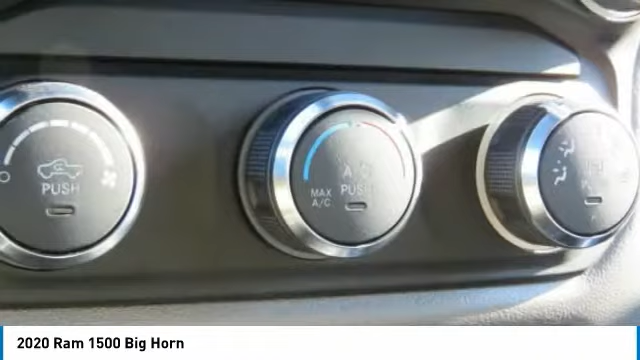 PUSH
A/C
PUSH
MAX
A/C
2020 Ram 1500 Big Horn